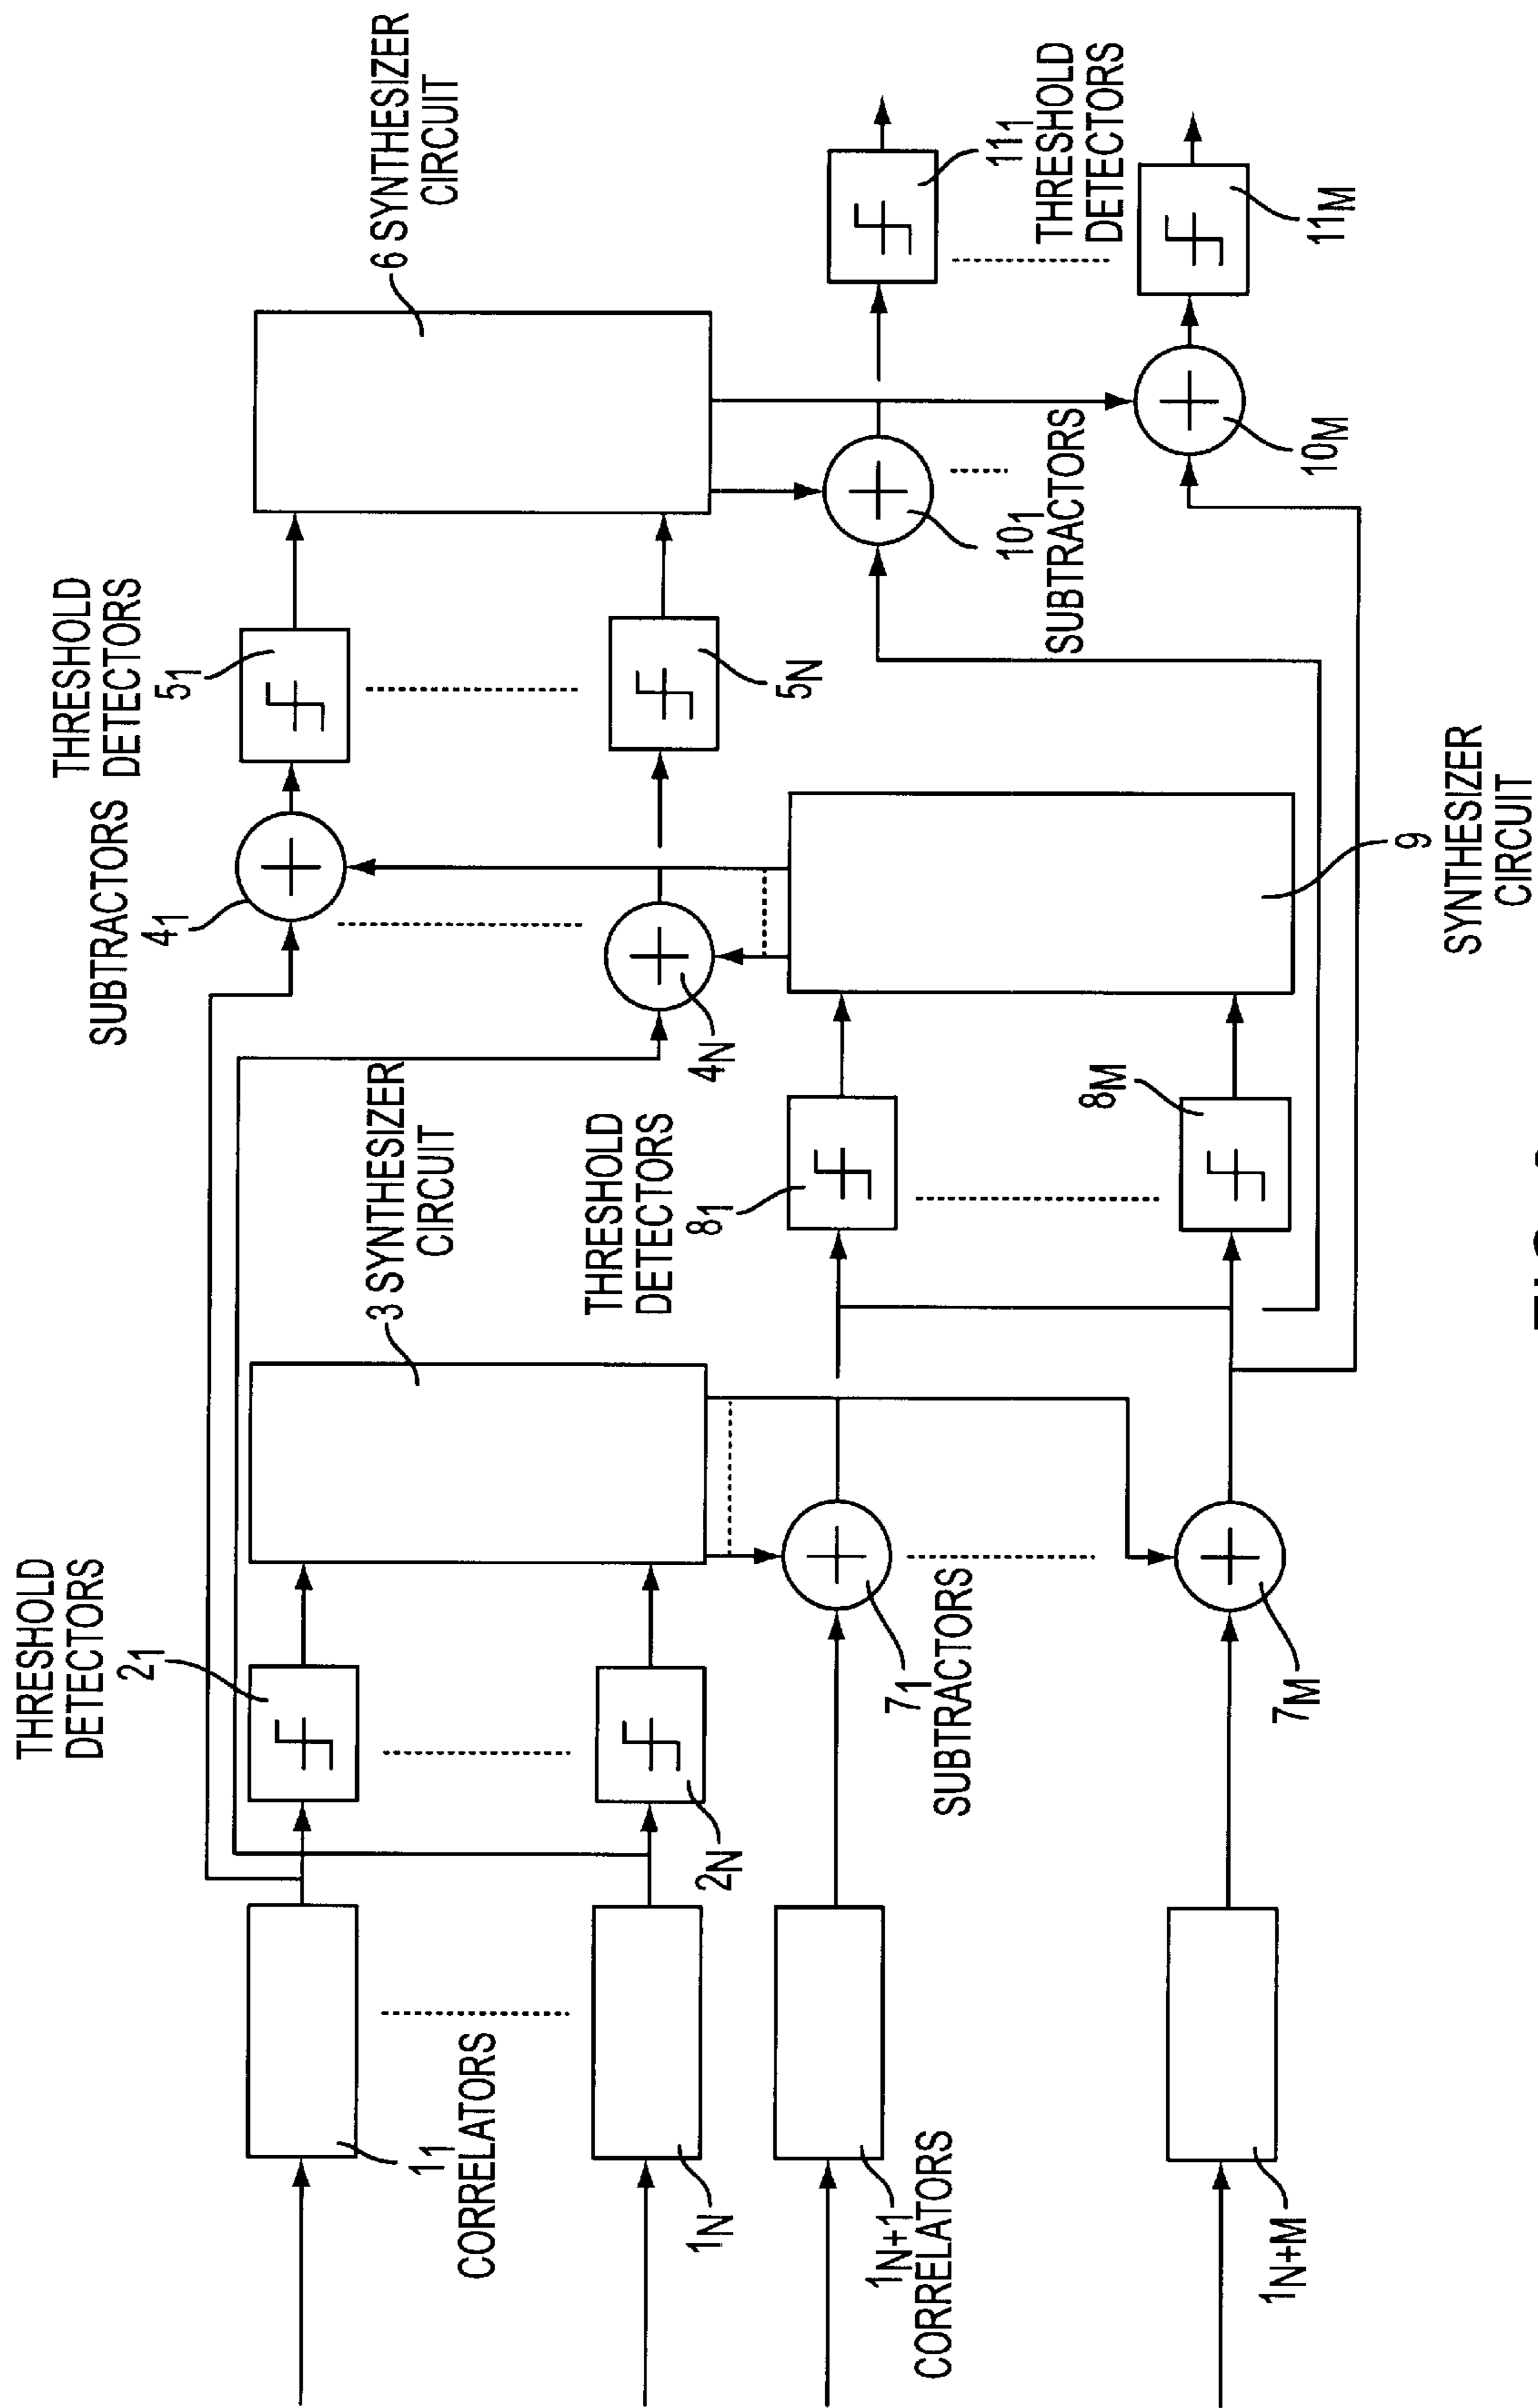 THRESHOLD
DETECTORS
2₁
SUBTRACTORS
4₁
THRESHOLD
DETECTORS
5₁
3 SYNTHESIZER
CIRCUIT
6 SYNTHESIZER
CIRCUIT
1₁
CORRELATORS
1N
2N
THRESHOLD
DETECTORS
8₁
4N
5N
1N+1
CORRELATORS
7₁
SUBTRACTORS
8M
10₁
SUBTRACTORS
11₁
THRESHOLD
DETECTORS
1N+M
7M
9
SYNTHESIZER
CIRCUIT
10M
11M